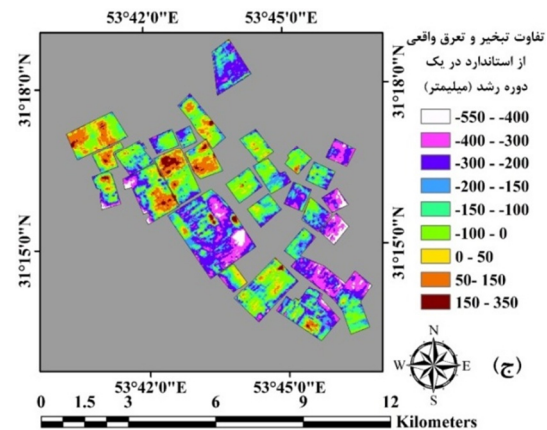 53°42'0"E 53°45'0"E
تفاوت تبخیر و تعرق واقعی
از استاندارد در یک
دوره رشد (میلیمتر)
31°18'0"N 31°18'0"N
-550 - -400
-400 - -300
-300 - -200
-200 - -150
-150 - -100
-100 - 0
0 - 50
50- 150
150 - 350
31°15'0"N 31°15'0"N
N
W E
S
(ج)
53°42'0"E 53°45'0"E
0 1.5 3 6 9 12
Kilometers